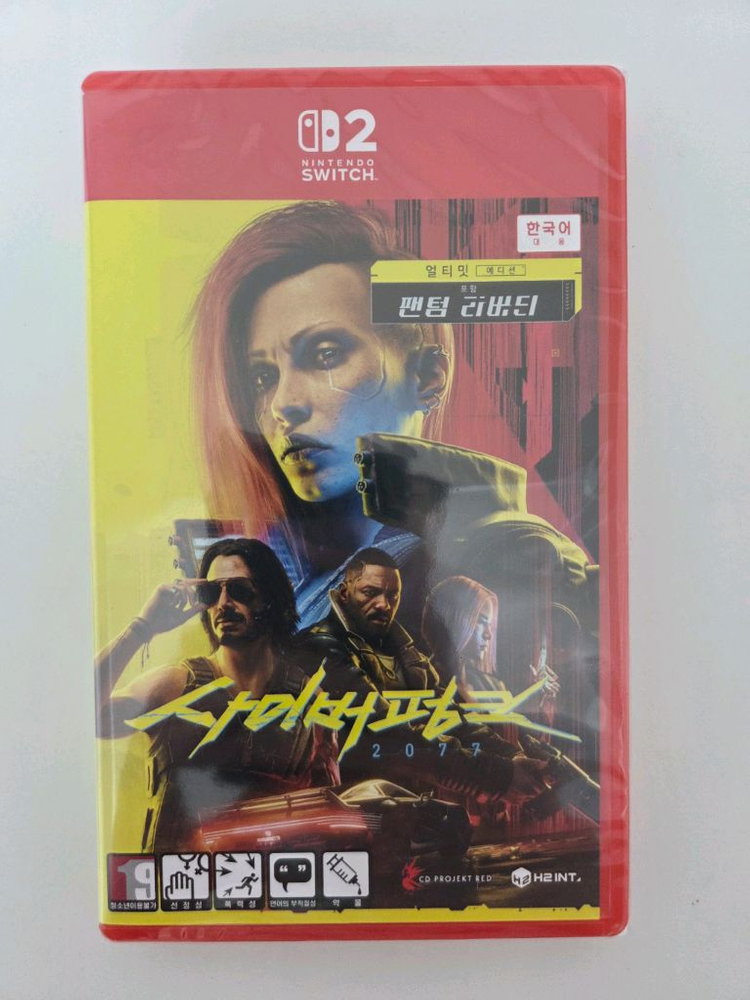 2
NINTENDO
SWITCH™
한국어
대응
얼티밋 에디션
포함
팬텀 리버티
사이버펑크
2077
19
청소년이용불가
선정성
폭력성
언어의 부적절성
약물
CD PROJEKT RED
H2 INT.